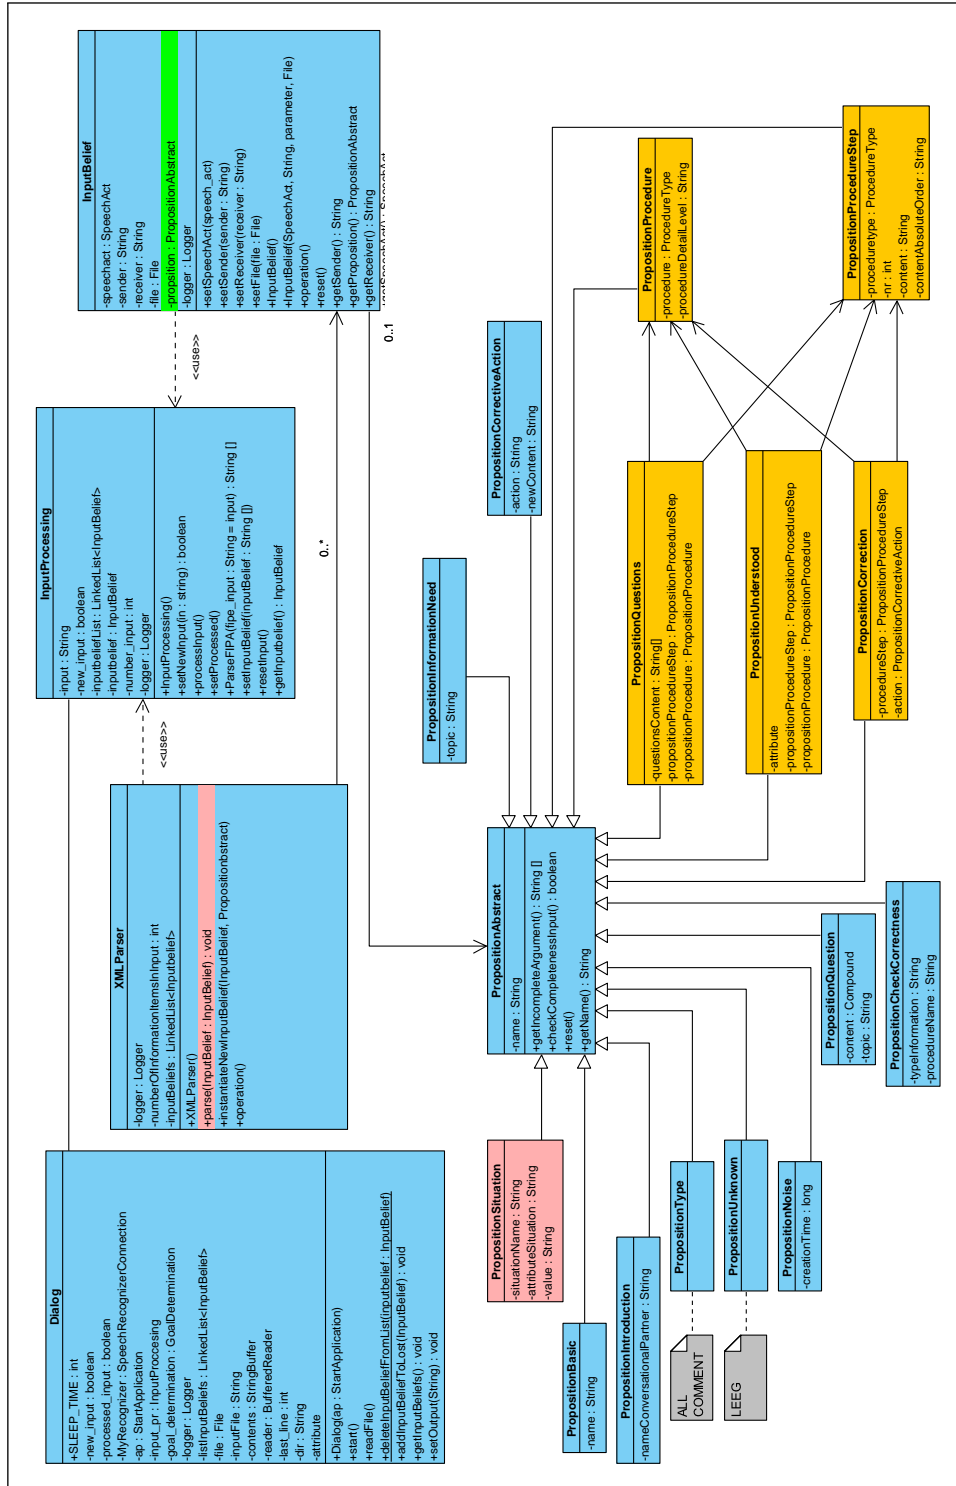 Dialog
+SLEEP_TIME : int
-new_input : boolean
-processed_input : boolean
-MyRecognizer : SpeechRecognizerConnection
-ap : StartApplication
-input_pr : InputProccesing
-goal_determination : GoalDetermination
-logger : Logger
-listInputBeliefs : LinkedList<InputBelief>
-file : File
-inputFile : String
-contents : StringBuffer
-reader : BufferedReader
-last_line : int
-dir : String
-attribute
+Dialog(ap : StartApplication)
+start()
+readFile()
+deleteInputBeliefFromList(inputbelief : InputBelief)
+addInputBeliefToLost(InputBelief) : void
+getInputBeliefs() : void
+setOutput(String) : void
XMLParser
-logger : Logger
-numberOfInformationItemsInInput : int
-inputBeliefs : LinkedList<Inputbelief>
+XMLParser()
+parse(InputBelief : InputBelief) : void
+instantiateNewInputBelief(InputBelief, Propositionbstract)
+operation()
<<use>>
InputProcessing
-input : String
-new_input : boolean
-inputbeliefList : LinkedList<InputBelief>
-inputbelief : InputBelief
-number_input : int
-logger : Logger
+InputProcessing()
+setNewInput(in : string) : boolean
+processInput()
+setProcessed()
+ParseFIPA(fipe_input : String = input) : String []
+setInputBelief(inputBelief : String [])
+resetInput()
+getInputbelief() : InputBelief
<<use>>
InputBelief
-speechact : SpeechAct
-sender : String
-receiver : String
-file : File
-propsition : PropositionAbstract
-logger : Logger
+setSpeechAct(speech_act)
+setSender(sender : String)
+setReceiver(receiver : String)
+setFile(file : File)
+InputBelief()
+InputBelief(SpeechAct, String, parameter, File)
+operation()
+reset()
+getSender() : String
+getProposition() : PropositionAbstract
+getReceiver() : String
+getSpeechAct() : SpeechAct
0..*
0..1
PropositionSituation
-situationName : String
-attributeSituation : String
-value : String
PropositionBasic
-name : String
PropositionIntroduction
-nameConversationalPartner : String
ALL
COMMENT
PropositionType
LEEG
PropositionUnknown
PropositionNoise
-creationTime : long
PropositionAbstract
-name : String
+getIncompleteArgument() : String []
+checkCompletenessInput() : boolean
+reset()
+getName() : String
PropositionQuestion
-content : Compound
-topic : String
PropositionCheckCorrectness
-typeInformation : String
-procedureName : String
PropositionInformationNeed
-topic : String
PropositionCorrectiveAction
-action : String
-newContent : String
PropositionQuestions
-questionsContent : String[]
-propositionProcedureStep : PropositionProcedureStep
-propositionProcedure : PropositionProcedure
PropositionUnderstood
-attribute
-propositionProcedureStep : PropositionProcedureStep
-propositionProcedure : PropositionProcedure
PropositionCorrection
-procedureStep : PropositionProcedureStep
-action : PropositionCorrectiveAction
PropositionProcedure
-procedure : ProcedureType
-procedureDetailLevel : String
PropositionProcedureStep
-proceduretype : ProcedureType
-nr : int
-content : String
-contentAbsoluteOrder : String